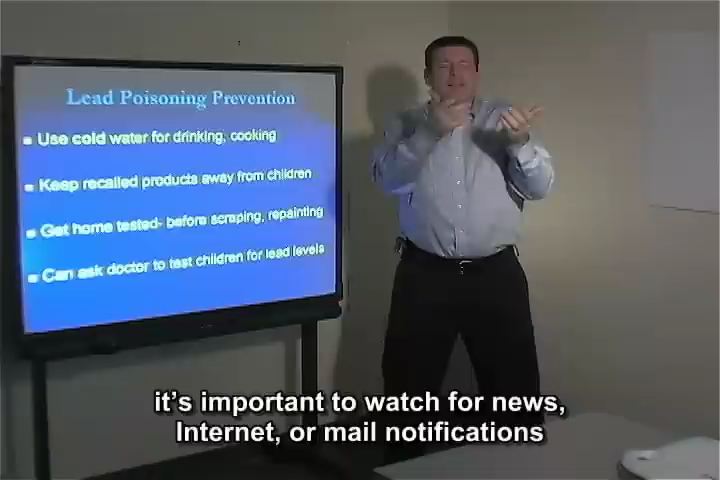 Lead Poisoning Prevention
Use cold water for drinking, cooking
Keep recalled products away from children
Get home tested- before scraping, repainting
Can ask doctor to test children for lead levels
it's important to watch for news,
Internet, or mail notifications